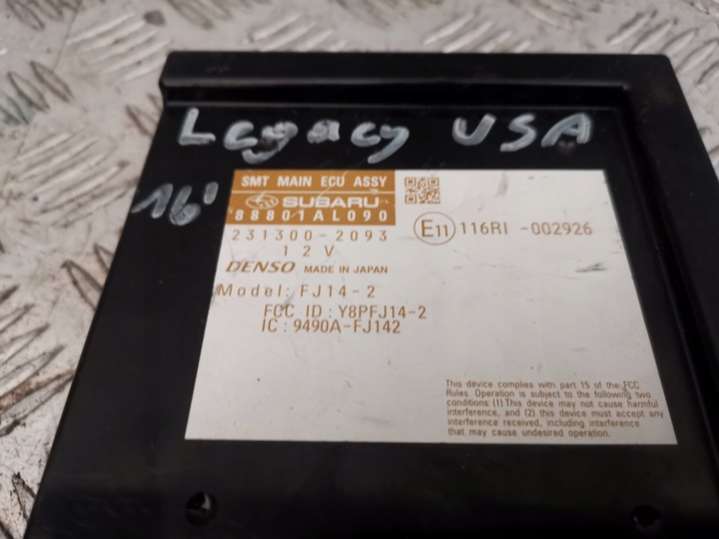 Legacy USA
16'
SMT MAIN ECU ASSY
SUBARU
88801AL090
231300-2093
12V
DENSO MADE IN JAPAN
Model: FJ14-2
FCC ID : Y8PFJ14-2
IC : 9490A-FJ142
E11 116RI -002926
This device complies with part 15 of the FCC
Rules. Operation is subject to the following two
conditions: (1) This device may not cause harmful
interference, and (2) this device must accept any
interference received, including interference
that may cause undesired operation.